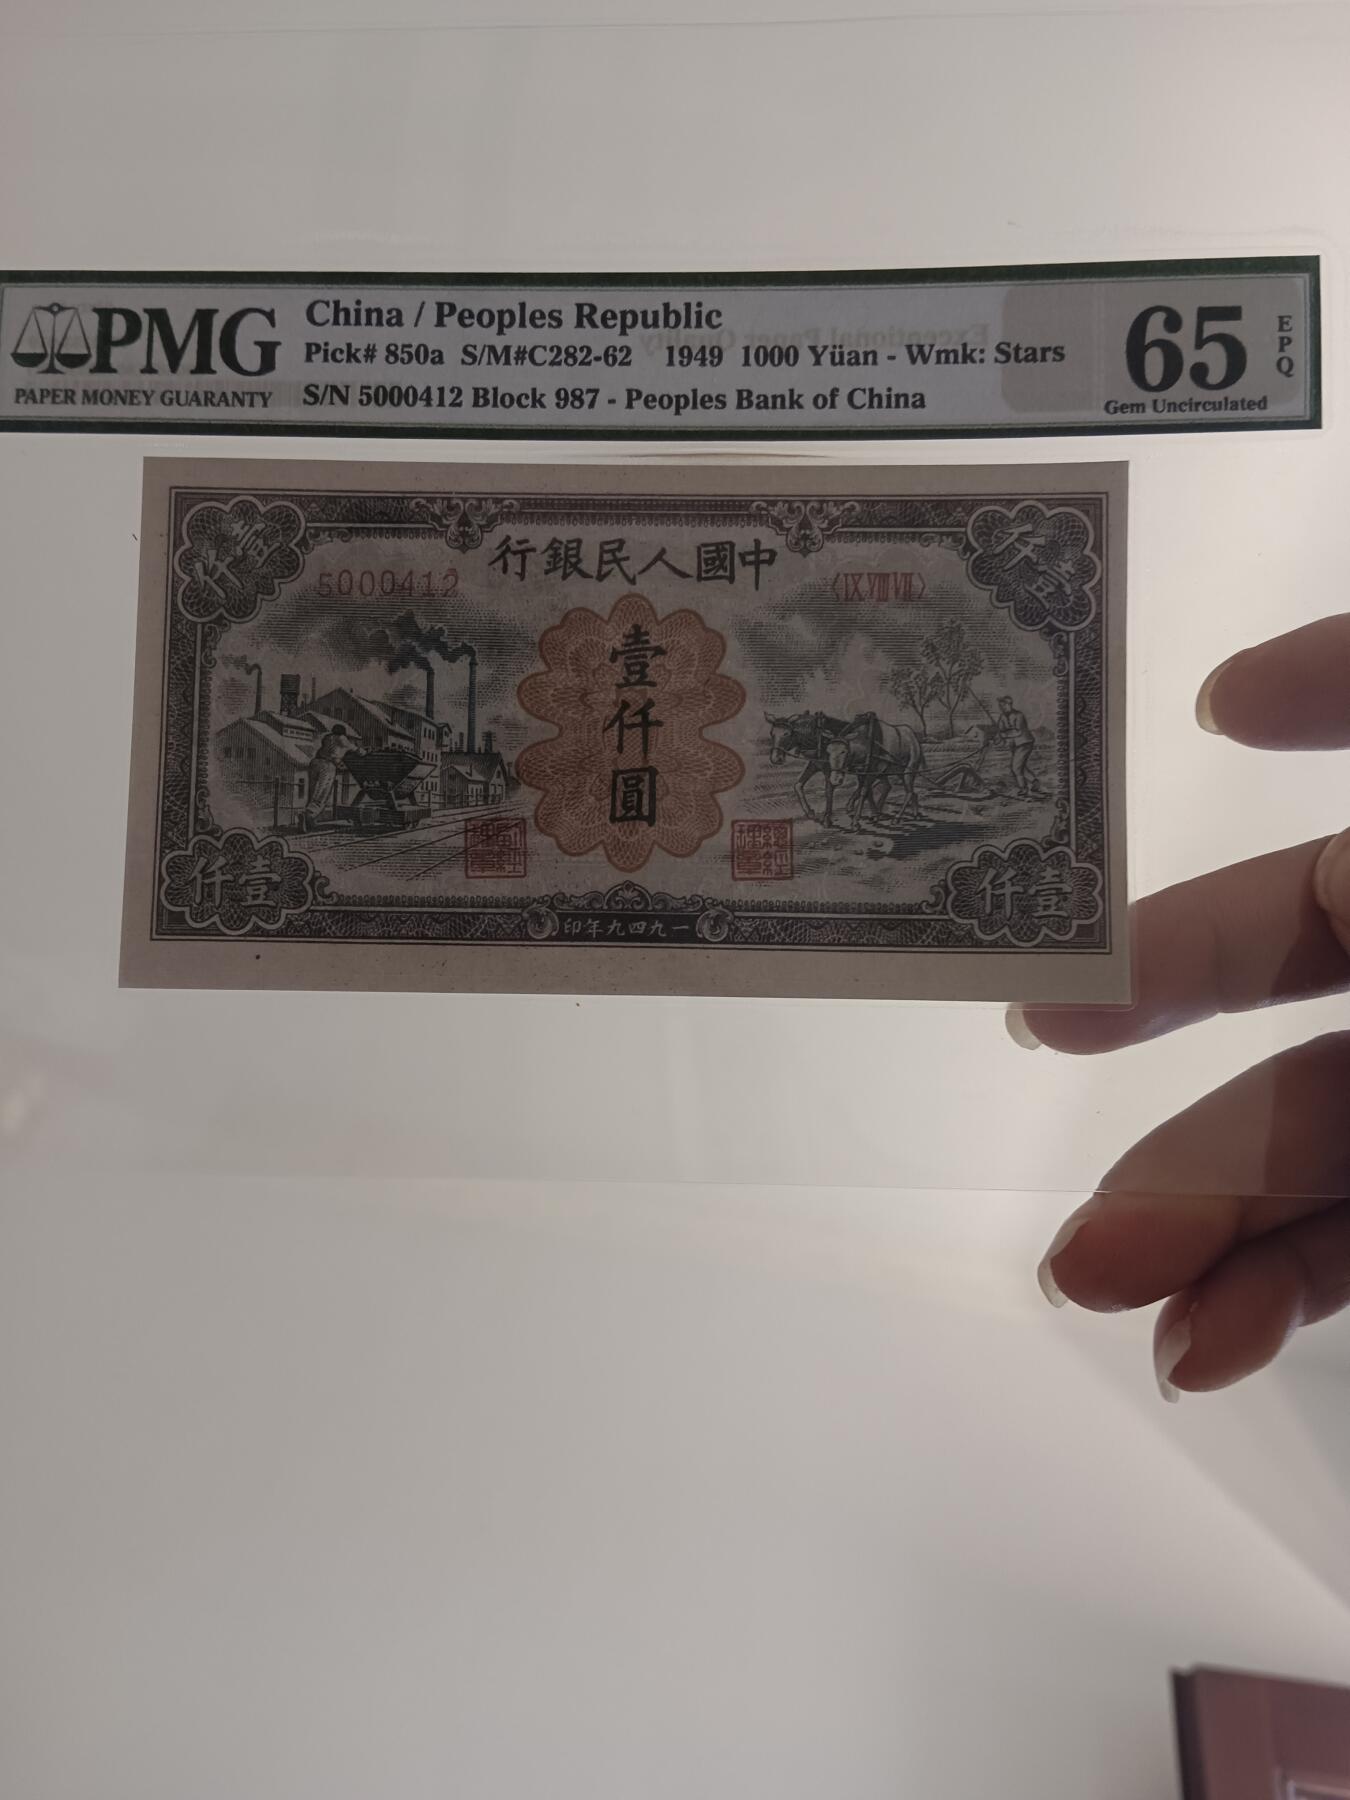 PMG
PAPER MONEY GUARANTY
China / Peoples Republic
Pick# 850a S/M#C282-62 1949 1000 Yüan - Wmk: Stars
S/N 5000412 Block 987 - Peoples Bank of China
65
EPQ
Gem Uncirculated
行銀民人國中
5000412
〈IX VIII VII〉
壹仟圓
仟壹
仟壹
印年九四九一